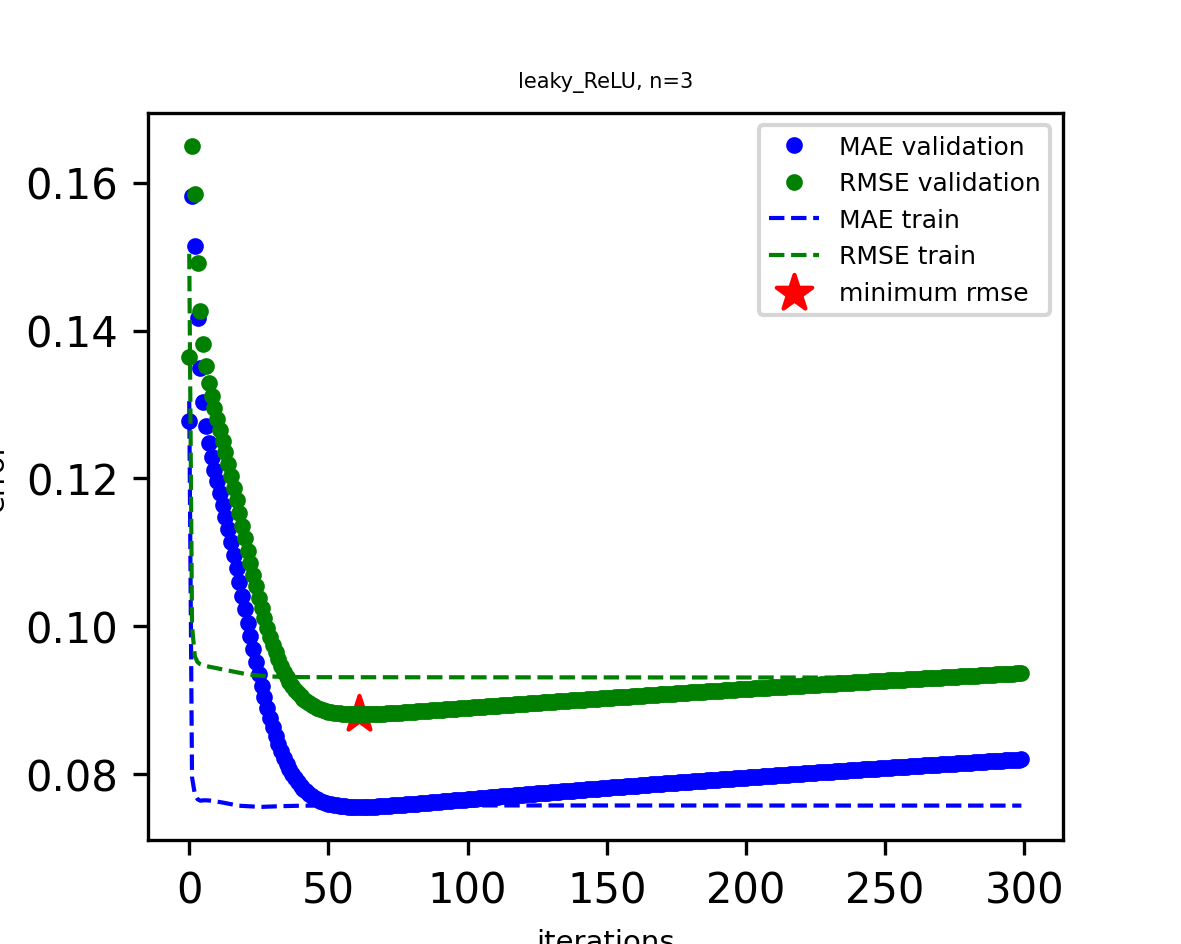 leaky_ReLU, n=3
MAE validation
RMSE validation
MAE train
RMSE train
minimum rmse
0.16
0.14
0.12
0.10
0.08
0 50 100 150 200 250 300
iterations